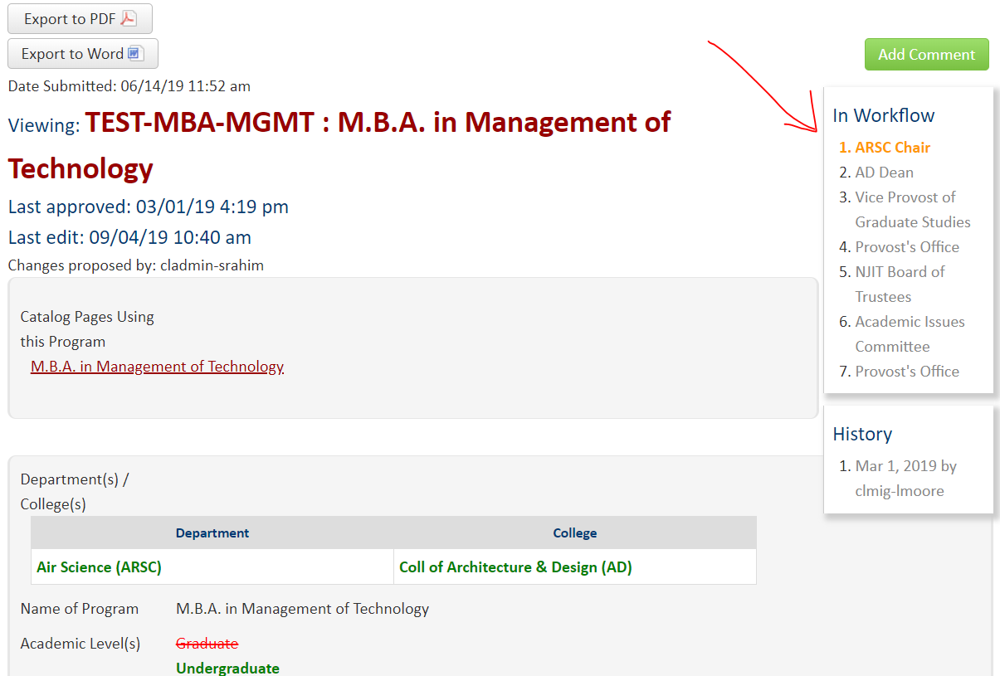 Export to PDF
Export to Word
Add Comment
Date Submitted: 06/14/19 11:52 am
Viewing: TEST-MBA-MGMT : M.B.A. in Management of
Technology
Last approved: 03/01/19 4:19 pm
Last edit: 09/04/19 10:40 am
Changes proposed by: cladmin-srahim
Catalog Pages Using
this Program
M.B.A. in Management of Technology
In Workflow
1. ARSC Chair
2. AD Dean
3. Vice Provost of
Graduate Studies
4. Provost's Office
5. NJIT Board of
Trustees
6. Academic Issues
Committee
7. Provost's Office
History
1. Mar 1, 2019 by
clmig-lmoore
Department(s) /
College(s)
Department College
Air Science (ARSC) Coll of Architecture & Design (AD)
Name of Program M.B.A. in Management of Technology
Academic Level(s) Graduate
Undergraduate